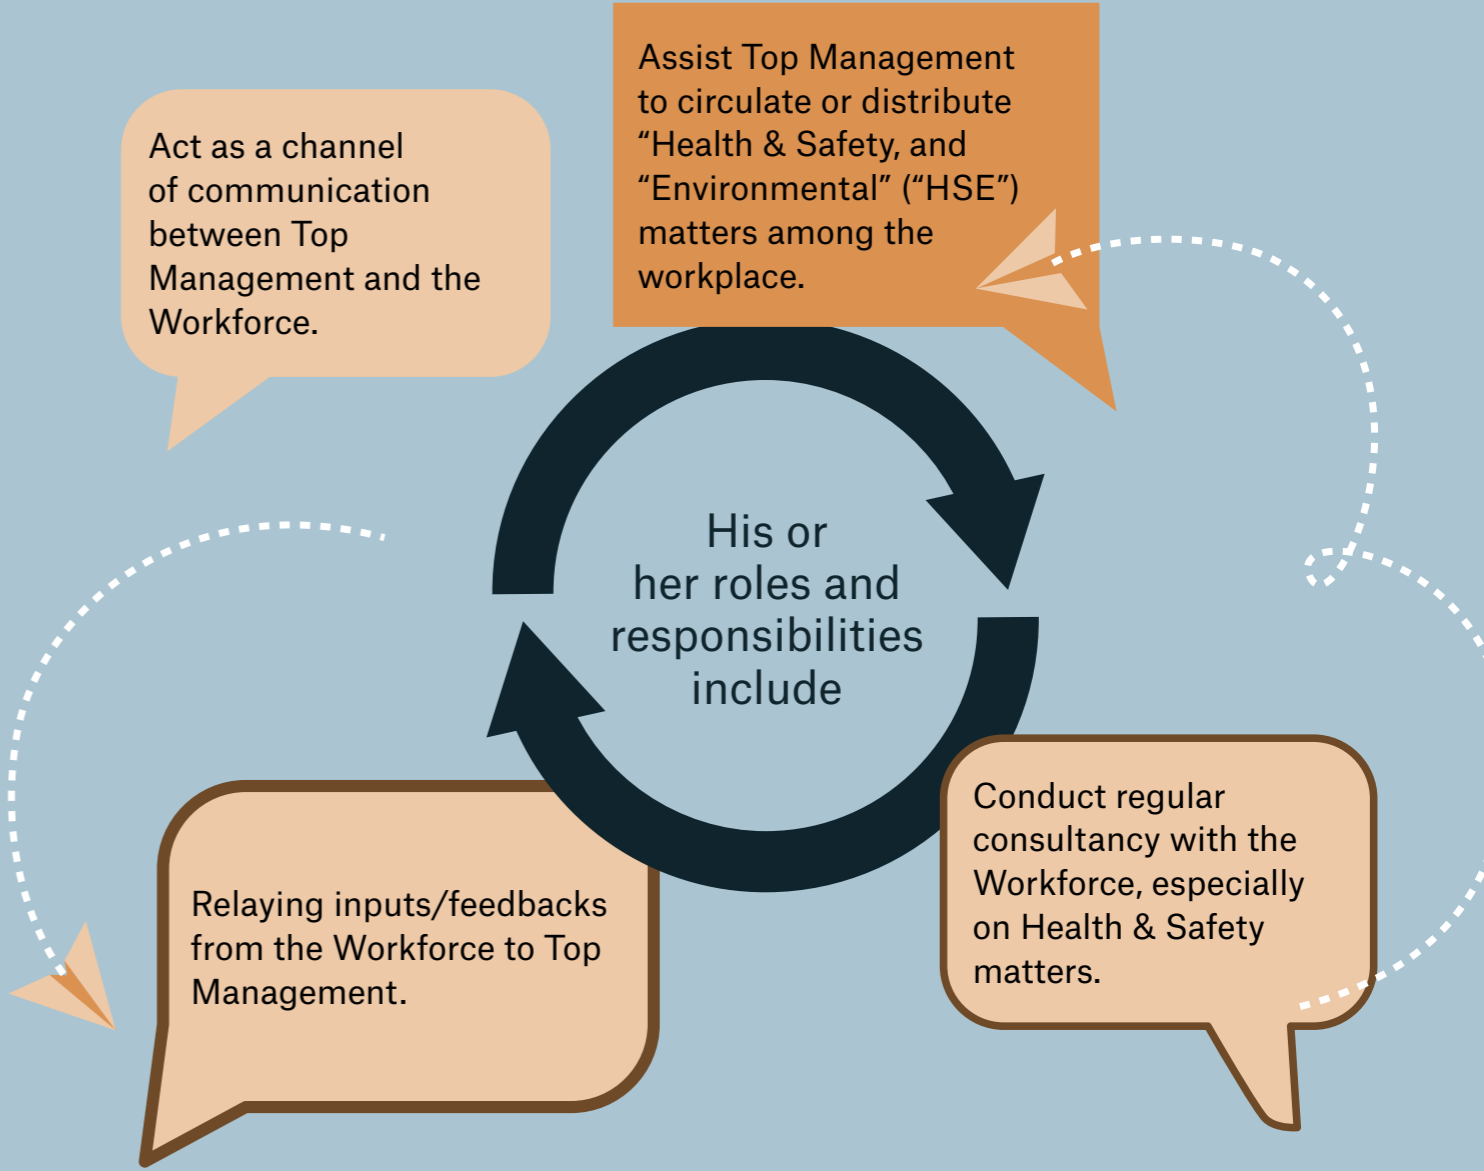 Act as a channel
of communication
between Top
Management and the
Workforce.
Assist Top Management
to circulate or distribute
“Health & Safety, and
“Environmental” (“HSE”)
matters among the
workplace.
His or
her roles and
responsibilities
include
Relaying inputs/feedbacks
from the Workforce to Top
Management.
Conduct regular
consultancy with the
Workforce, especially
on Health & Safety
matters.